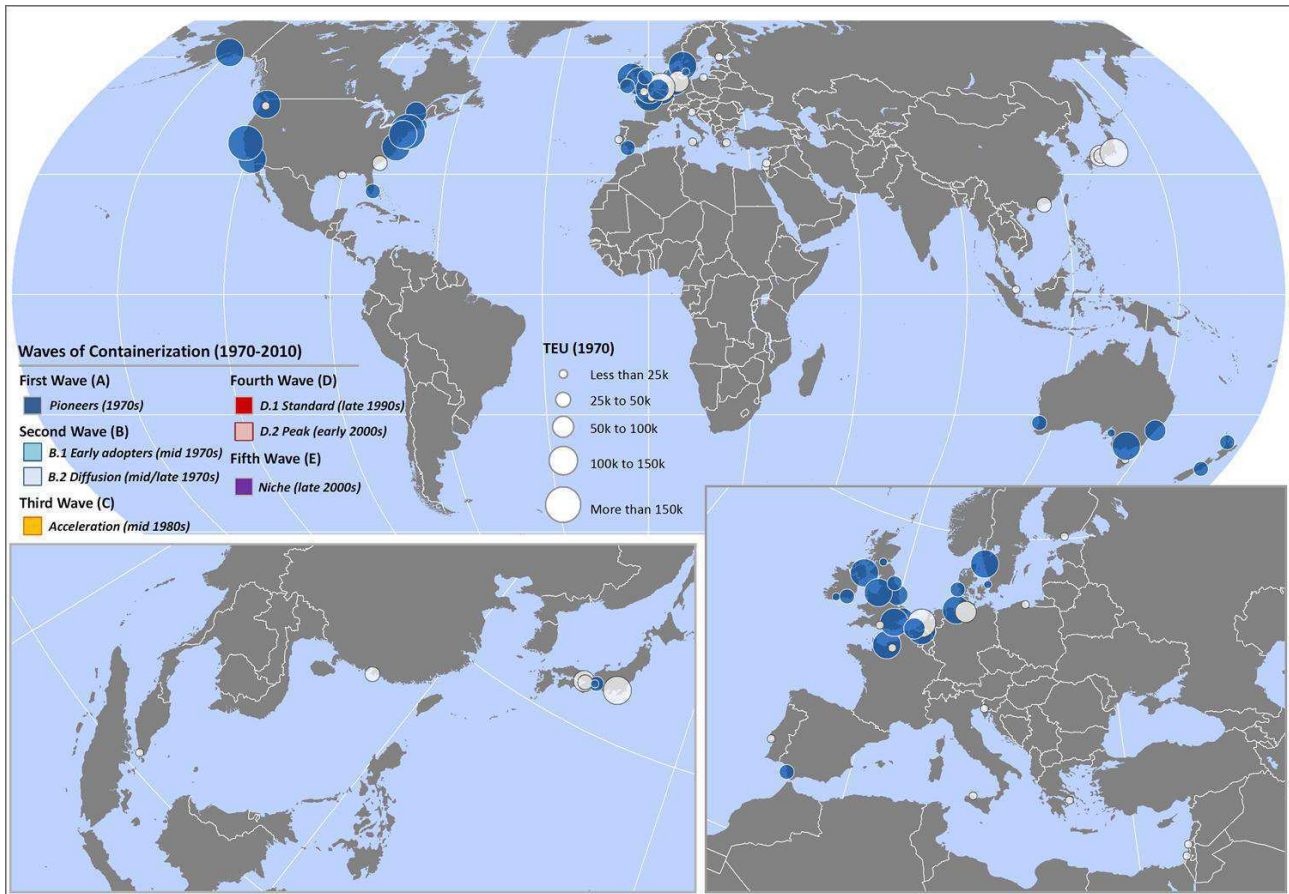 Waves of Containerization (1970-2010)
First Wave (A)
Pioneers (1970s)
Second Wave (B)
B.1 Early adopters (mid 1970s)
B.2 Diffusion (mid/late 1970s)
Third Wave (C)
Acceleration (mid 1980s)
Fourth Wave (D)
D.1 Standard (late 1990s)
D.2 Peak (early 2000s)
Fifth Wave (E)
Niche (late 2000s)
TEU (1970)
Less than 25k
25k to 50k
50k to 100k
100k to 150k
More than 150k